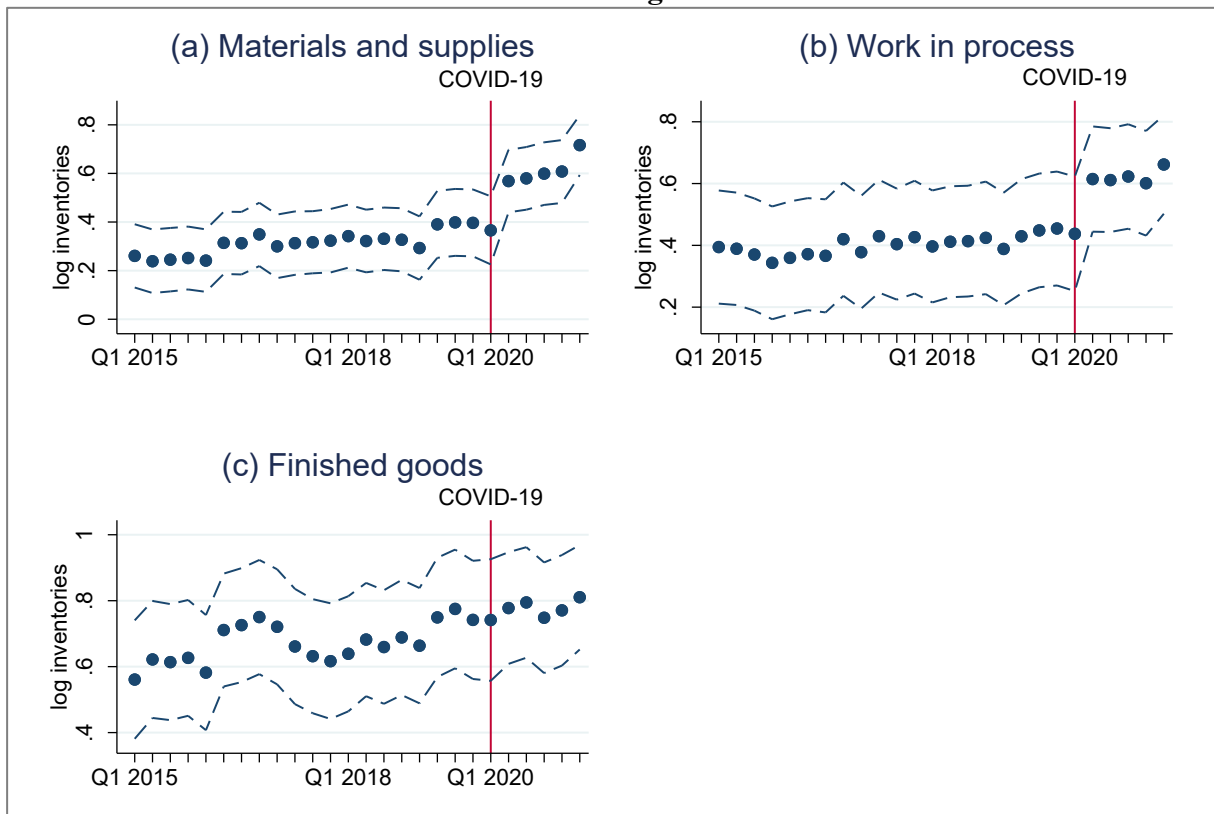 (a) Materials and supplies
COVID-19
log inventories
.8
.6
.4
.2
0
Q1 2015
Q1 2018
Q1 2020
(b) Work in process
COVID-19
log inventories
.8
.6
.4
.2
Q1 2015
Q1 2018
Q1 2020
(c) Finished goods
COVID-19
log inventories
1
.8
.6
.4
Q1 2015
Q1 2018
Q1 2020